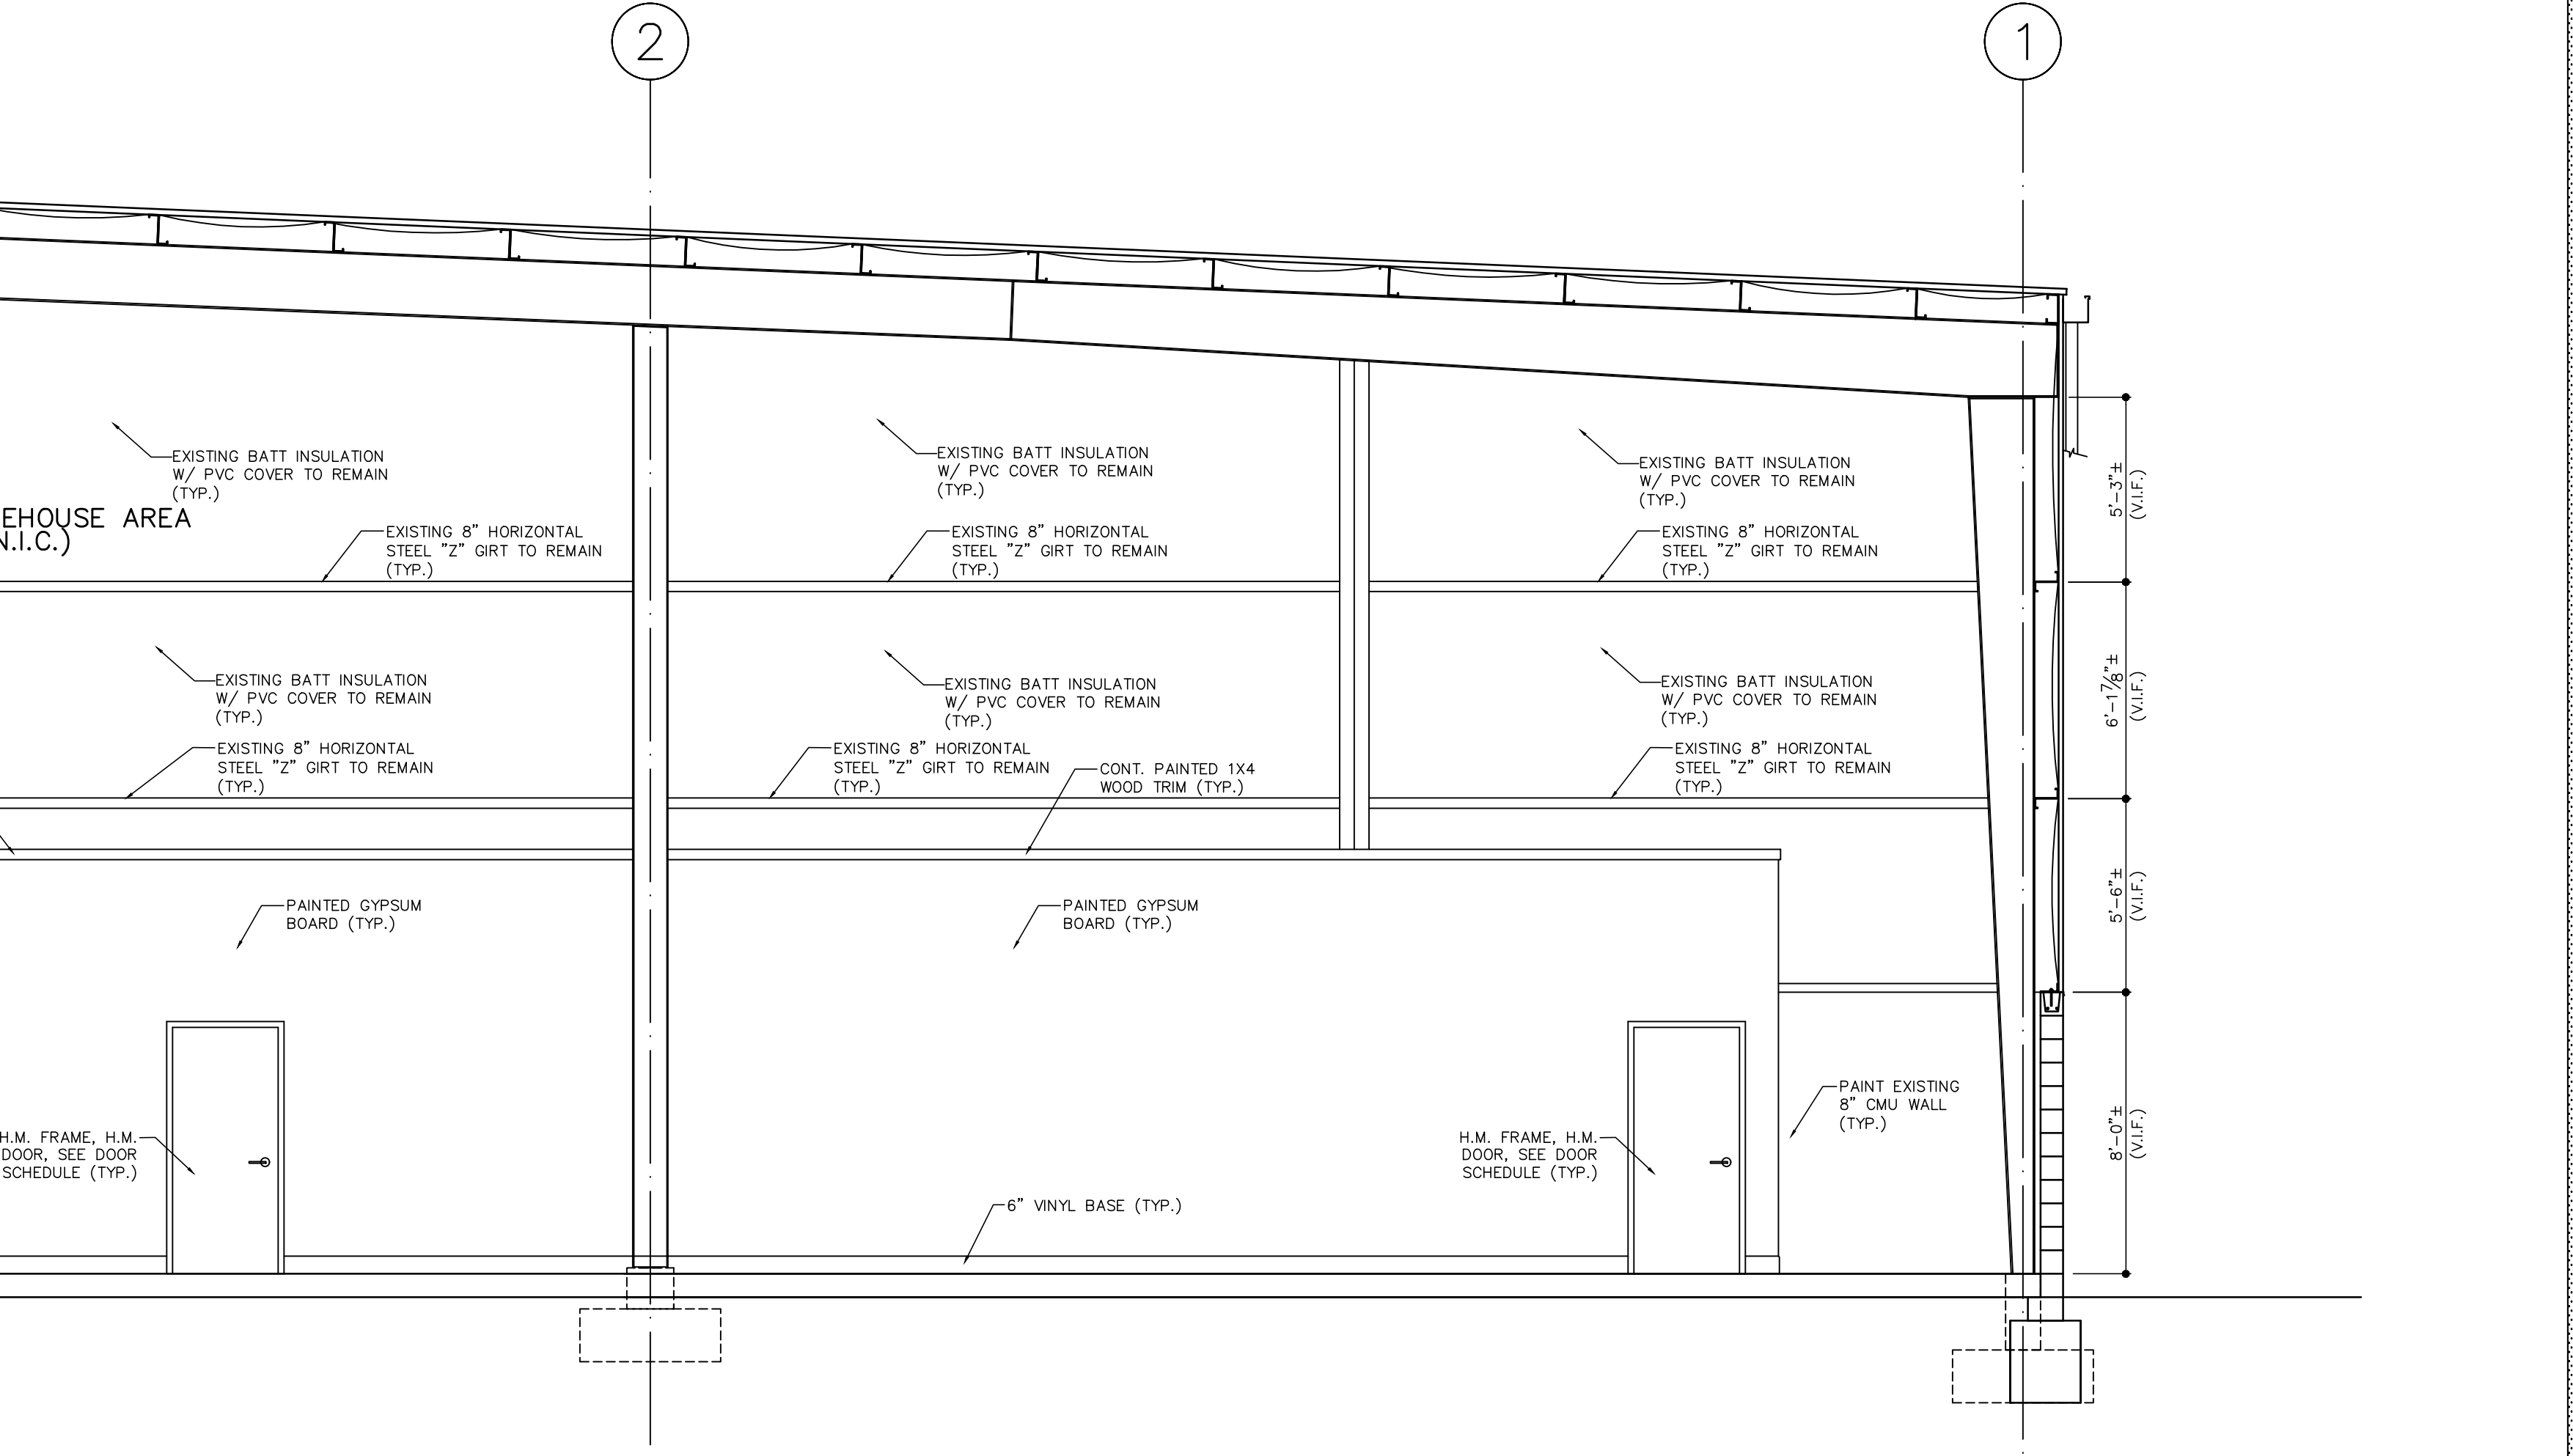 2
1
EXISTING BATT INSULATION
W/ PVC COVER TO REMAIN
(TYP.)
EXISTING BATT INSULATION
W/ PVC COVER TO REMAIN
(TYP.)
EXISTING BATT INSULATION
W/ PVC COVER TO REMAIN
(TYP.)
5'-3"±
(V.I.F.)
EHOUSE AREA
N.I.C.)
EXISTING 8" HORIZONTAL
STEEL "Z" GIRT TO REMAIN
(TYP.)
EXISTING 8" HORIZONTAL
STEEL "Z" GIRT TO REMAIN
(TYP.)
EXISTING 8" HORIZONTAL
STEEL "Z" GIRT TO REMAIN
(TYP.)
EXISTING BATT INSULATION
W/ PVC COVER TO REMAIN
(TYP.)
EXISTING BATT INSULATION
W/ PVC COVER TO REMAIN
(TYP.)
EXISTING BATT INSULATION
W/ PVC COVER TO REMAIN
(TYP.)
6'-1 7/8"±
(V.I.F.)
EXISTING 8" HORIZONTAL
STEEL "Z" GIRT TO REMAIN
(TYP.)
EXISTING 8" HORIZONTAL
STEEL "Z" GIRT TO REMAIN
(TYP.)
CONT. PAINTED 1X4
WOOD TRIM (TYP.)
EXISTING 8" HORIZONTAL
STEEL "Z" GIRT TO REMAIN
(TYP.)
PAINTED GYPSUM
BOARD (TYP.)
PAINTED GYPSUM
BOARD (TYP.)
5'-6"±
(V.I.F.)
H.M. FRAME, H.M.
DOOR, SEE DOOR
SCHEDULE (TYP.)
H.M. FRAME, H.M.
DOOR, SEE DOOR
SCHEDULE (TYP.)
PAINT EXISTING
8" CMU WALL
(TYP.)
8'-0"±
(V.I.F.)
6" VINYL BASE (TYP.)